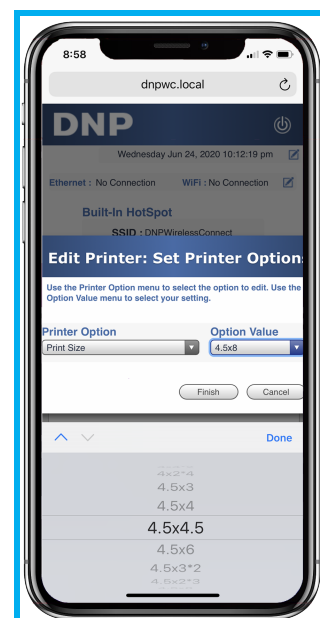 8:58
dnpwc.local
DNP
Wednesday Jun 24, 2020 10:12:19 pm
Ethernet : No Connection WiFi : No Connection
Built-In HotSpot
SSID : DNPWirelessConnect
Edit Printer: Set Printer Option
Use the Printer Option menu to select the option to edit. Use the
Option Value menu to select your setting.
Printer Option Option Value
Print Size 4.5x8
Finish Cancel
Done
4x2*4
4.5x3
4.5x4
4.5x4.5
4.5x6
4.5x3*2
4.5x2*3